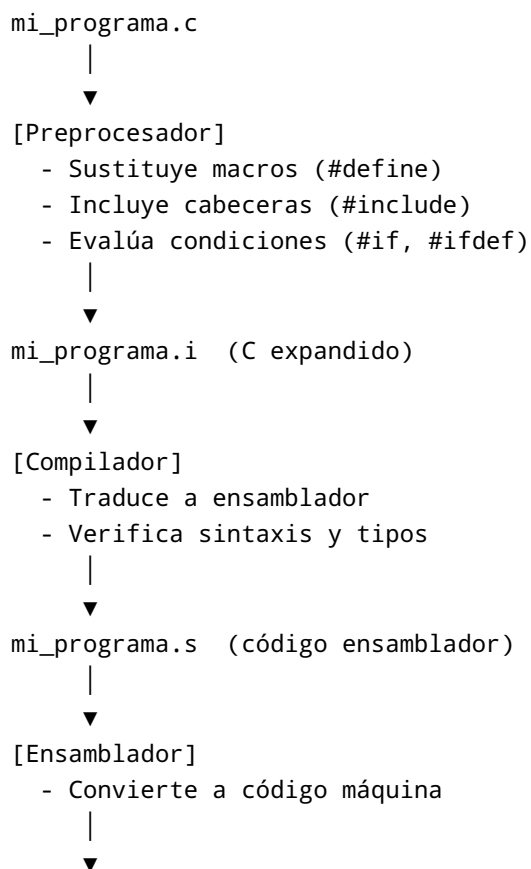 mi_programa.c
│
▼
[Preprocesador]
- Sustituye macros (#define)
- Incluye cabeceras (#include)
- Evalúa condiciones (#if, #ifdef)
│
▼
mi_programa.i  (C expandido)
│
▼
[Compilador]
- Traduce a ensamblador
- Verifica sintaxis y tipos
│
▼
mi_programa.s  (código ensamblador)
│
▼
[Ensamblador]
- Convierte a código máquina
│
▼